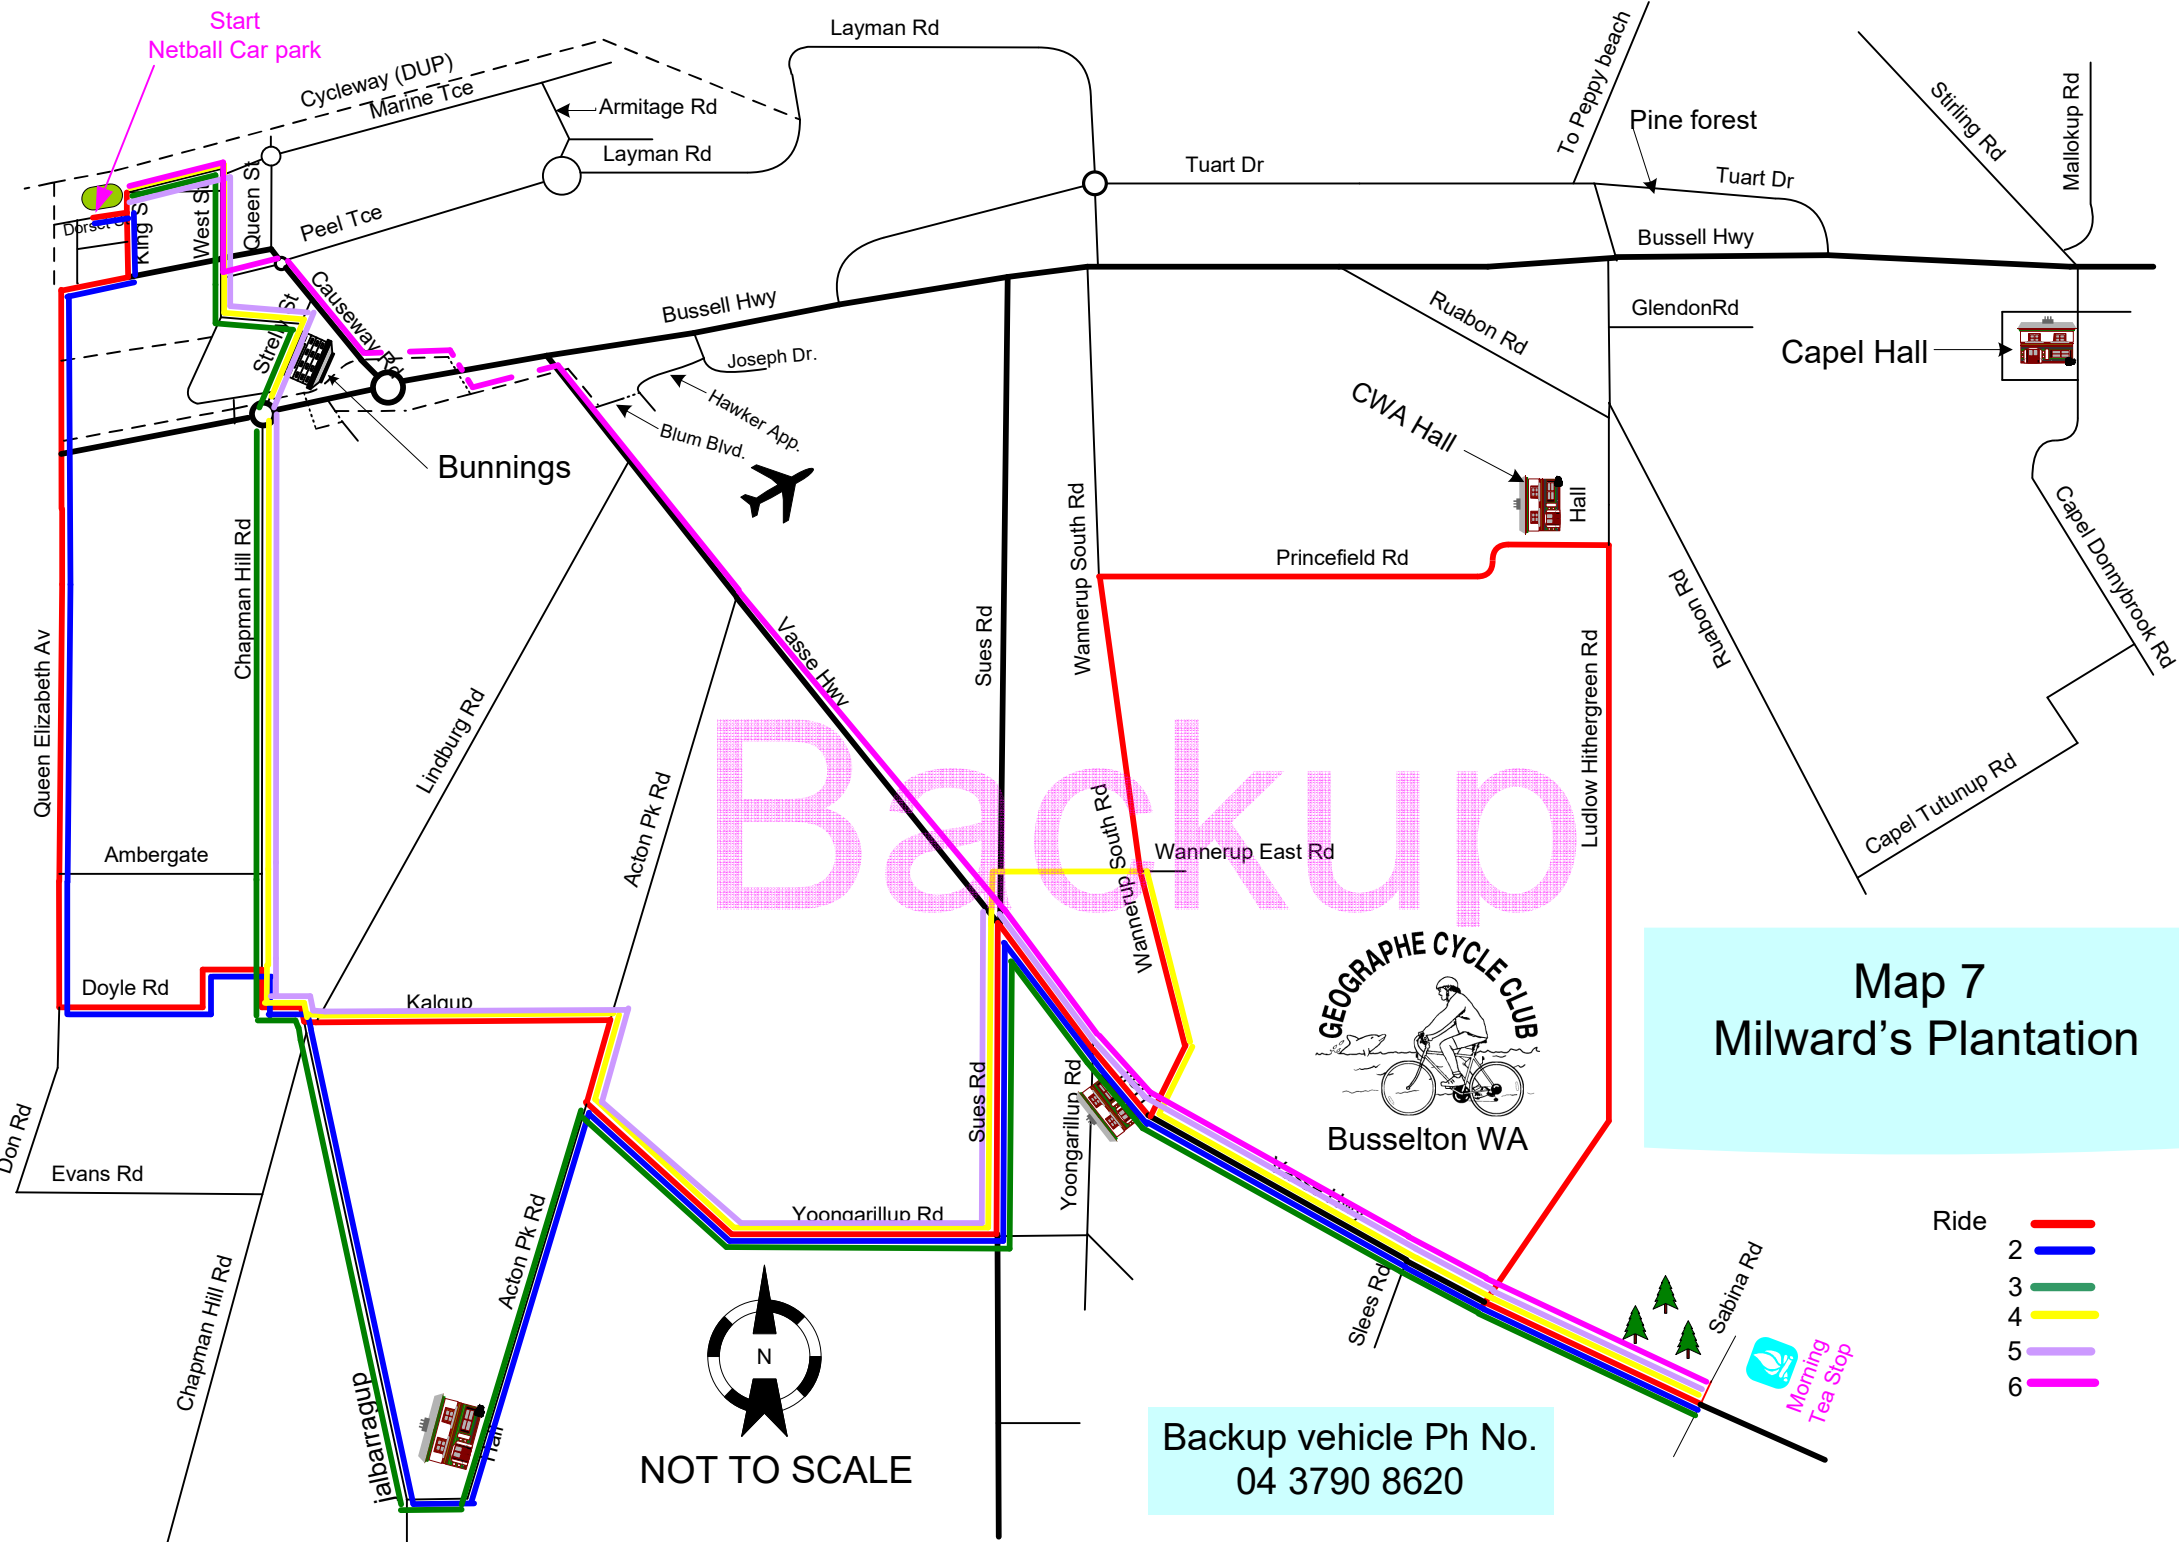 Start
Netball Car park
Cycleway (DUP)
Marine Tce
Armitage Rd
Layman Rd
Layman Rd
To Peppy beach
Pine forest
Stirling Rd
Mallokup Rd
Tuart Dr
Tuart Dr
Bussell Hwy
Dorset
King S
West S
Queen St
Peel Tce
Causeway Rd
Bussell Hwy
Joseph Dr.
Hawker App.
Blum Blvd.
Bunnings
Ruabon Rd
GlendonRd
Capel Hall
CWA Hall
Hall
Princefield Rd
Capel Donnybrook Rd
Ruabon Rd
Capel Tutunup Rd
Queen Elizabeth Av
Chapman Hill Rd
Lindburg Rd
Acton Pk Rd
Vasse Hwy
Sues Rd
Wannerup South Rd
Ludlow Hithergreen Rd
Backup
Wannerup South Rd
Wannerup East Rd
Ambergate
Doyle Rd
Kalgup
GEOGRAPHE CYCLE CLUB
Busselton WA
Map 7
Milward’s Plantation
Don Rd
Evans Rd
Chapman Hill Rd
jalbarragup
Acton Pk Rd
Hall
Yoongarillup Rd
Sues Rd
Yoongarillup Rd
Slees Rd
Sabina Rd
Morning
Tea Stop
Ride
2
3
4
5
6
N
NOT TO SCALE
Backup vehicle Ph No.
04 3790 8620